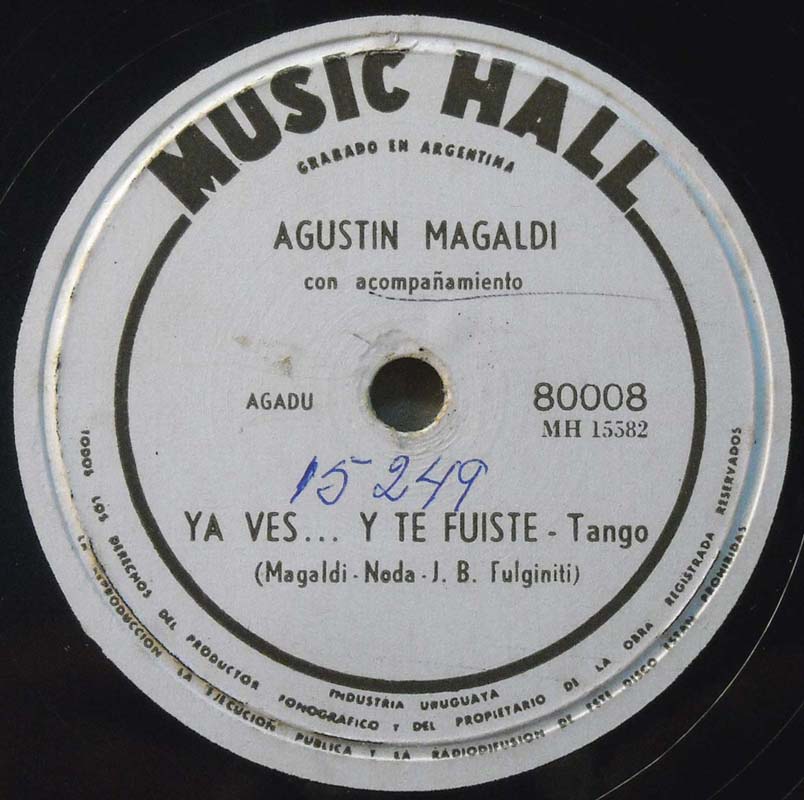 MUSIC HALL
GRABADO EN ARGENTINA
AGUSTIN MAGALDI
con acompañamiento
AGADU
80008
MH 15582
15249
YA VES... Y TE FUISTE - Tango
(Magaldi - Noda - J. B. Fulginiti)
INDUSTRIA URUGUAYA
TODOS LOS DERECHOS DEL PRODUCTOR FONOGRAFICO Y DEL PROPIETARIO DE LA OBRA REGISTRADA RESERVADOS
LA REPRODUCCION LA EJECUCION PUBLICA Y LA RADIODIFUSION DE ESTE DISCO ESTAN PROHIBIDAS